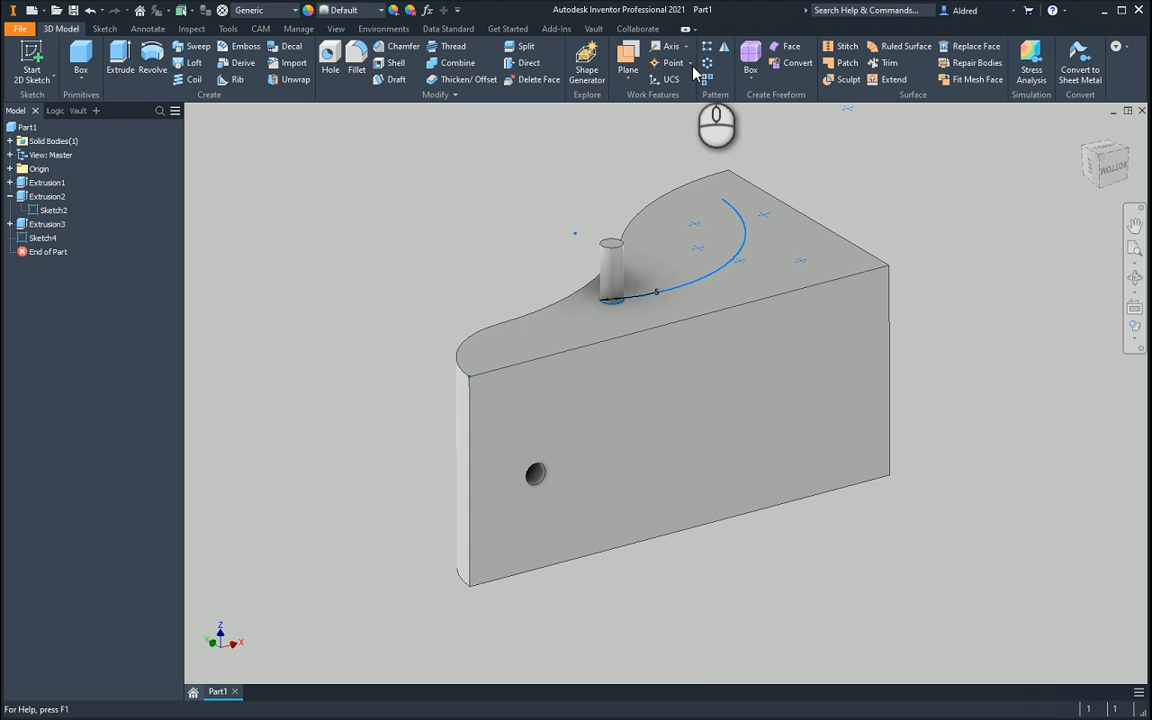 Generic Default Autodesk Inventor Professional 2021 Part1 Search Help & Commands... Aldred
File 3D Model Sketch Annotate Inspect Tools Manage View Environments Data Standard Get Started Add-Ins Vault Collaborate
Start
2D Sketch
Sketch
Box
Primitives
Extrude Revolve
Sweep Emboss Decal
Loft Derive Import
Coil Rib Unwrap
Create
Hole Fillet
Chamfer Thread Split
Shell Combine Direct
Draft Thicken/ Offset Delete Face
Modify
Shape
Generator
Explore
Plane
Axis
Point
UCS
Work Features
Pattern
Box
Face
Convert
Create Freeform
Stitch Ruled Surface Replace Face
Patch Trim Repair Bodies
Sculpt Extend Fit Mesh Face
Surface
Stress
Analysis
Simulation
Convert to
Sheet Metal
Convert
Model iLogic Vault
Part1
Solid Bodies(1)
View: Master
Origin
Extrusion1
Extrusion2
Sketch2
Extrusion3
Sketch4
End of Part
5
BOTTOM
Z
Y
X
Part1
For Help, press F1
1 1